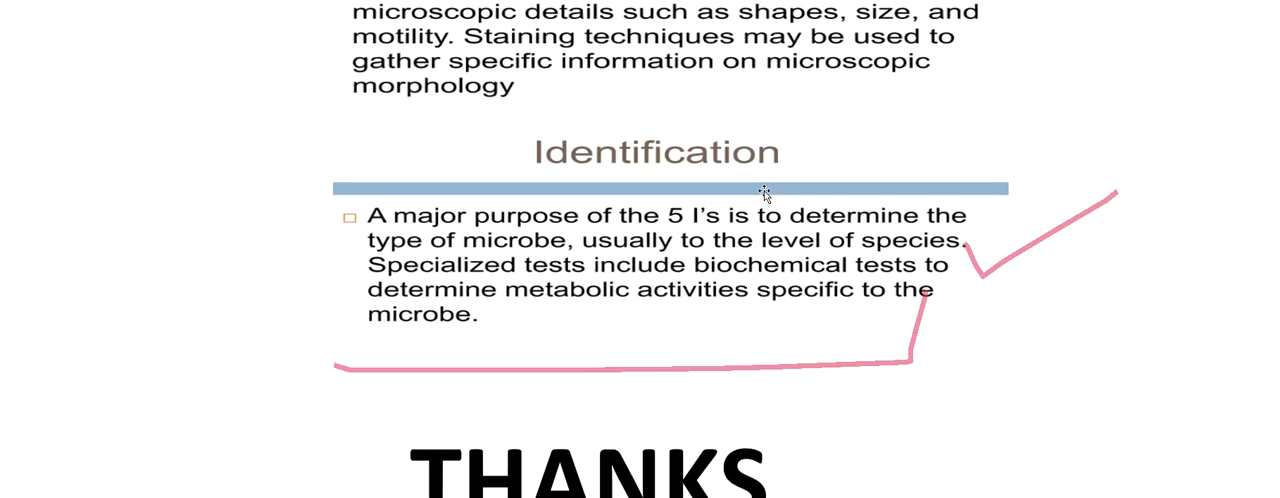 microscopic details such as shapes, size, and
motility. Staining techniques may be used to
gather specific information on microscopic
morphology
Identification
A major purpose of the 5 I's is to determine the
type of microbe, usually to the level of species.
Specialized tests include biochemical tests to
determine metabolic activities specific to the
microbe.
THANKS